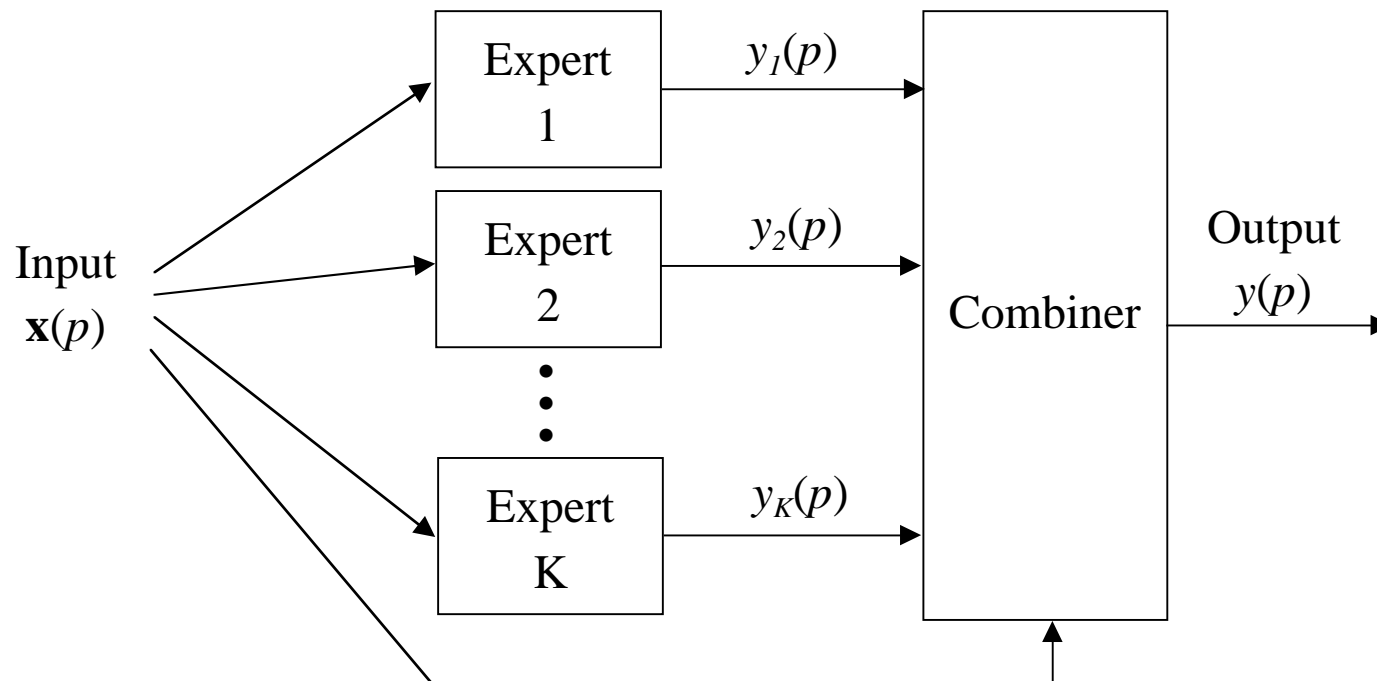 Expert
1
y1(p)
Expert
2
y2(p)
Input
x(p)
Combiner
Output
y(p)
Expert
K
yK(p)